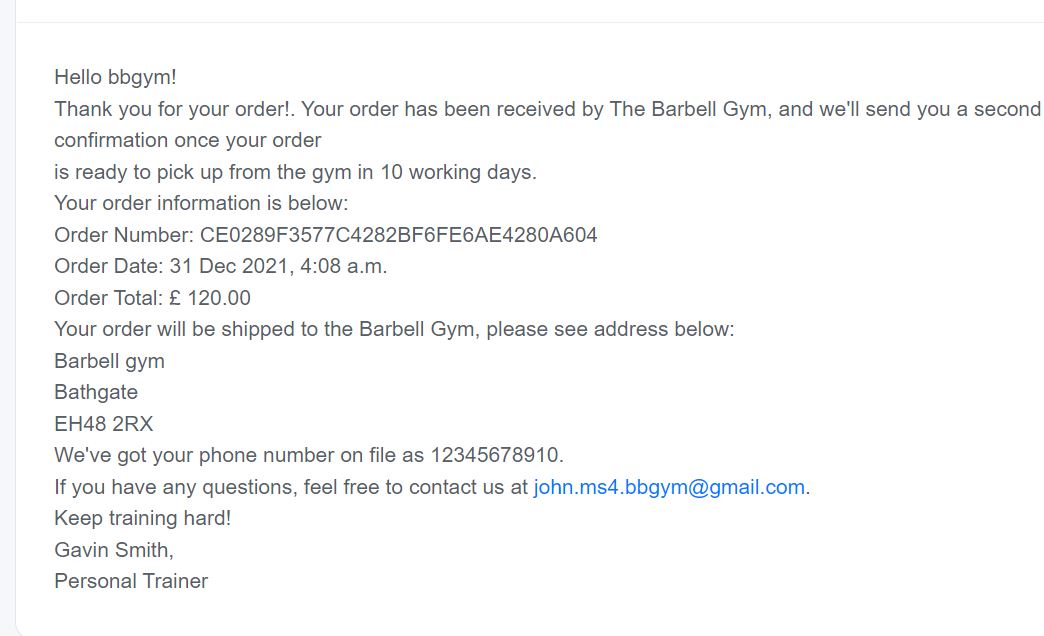 Hello bbgym!
Thank you for your order!. Your order has been received by The Barbell Gym, and we'll send you a second
confirmation once your order
is ready to pick up from the gym in 10 working days.
Your order information is below:
Order Number: CE0289F3577C4282BF6FE6AE4280A604
Order Date: 31 Dec 2021, 4:08 a.m.
Order Total: £ 120.00
Your order will be shipped to the Barbell Gym, please see address below:
Barbell gym
Bathgate
EH48 2RX
We've got your phone number on file as 12345678910.
If you have any questions, feel free to contact us at john.ms4.bbgym@gmail.com.
Keep training hard!
Gavin Smith,
Personal Trainer